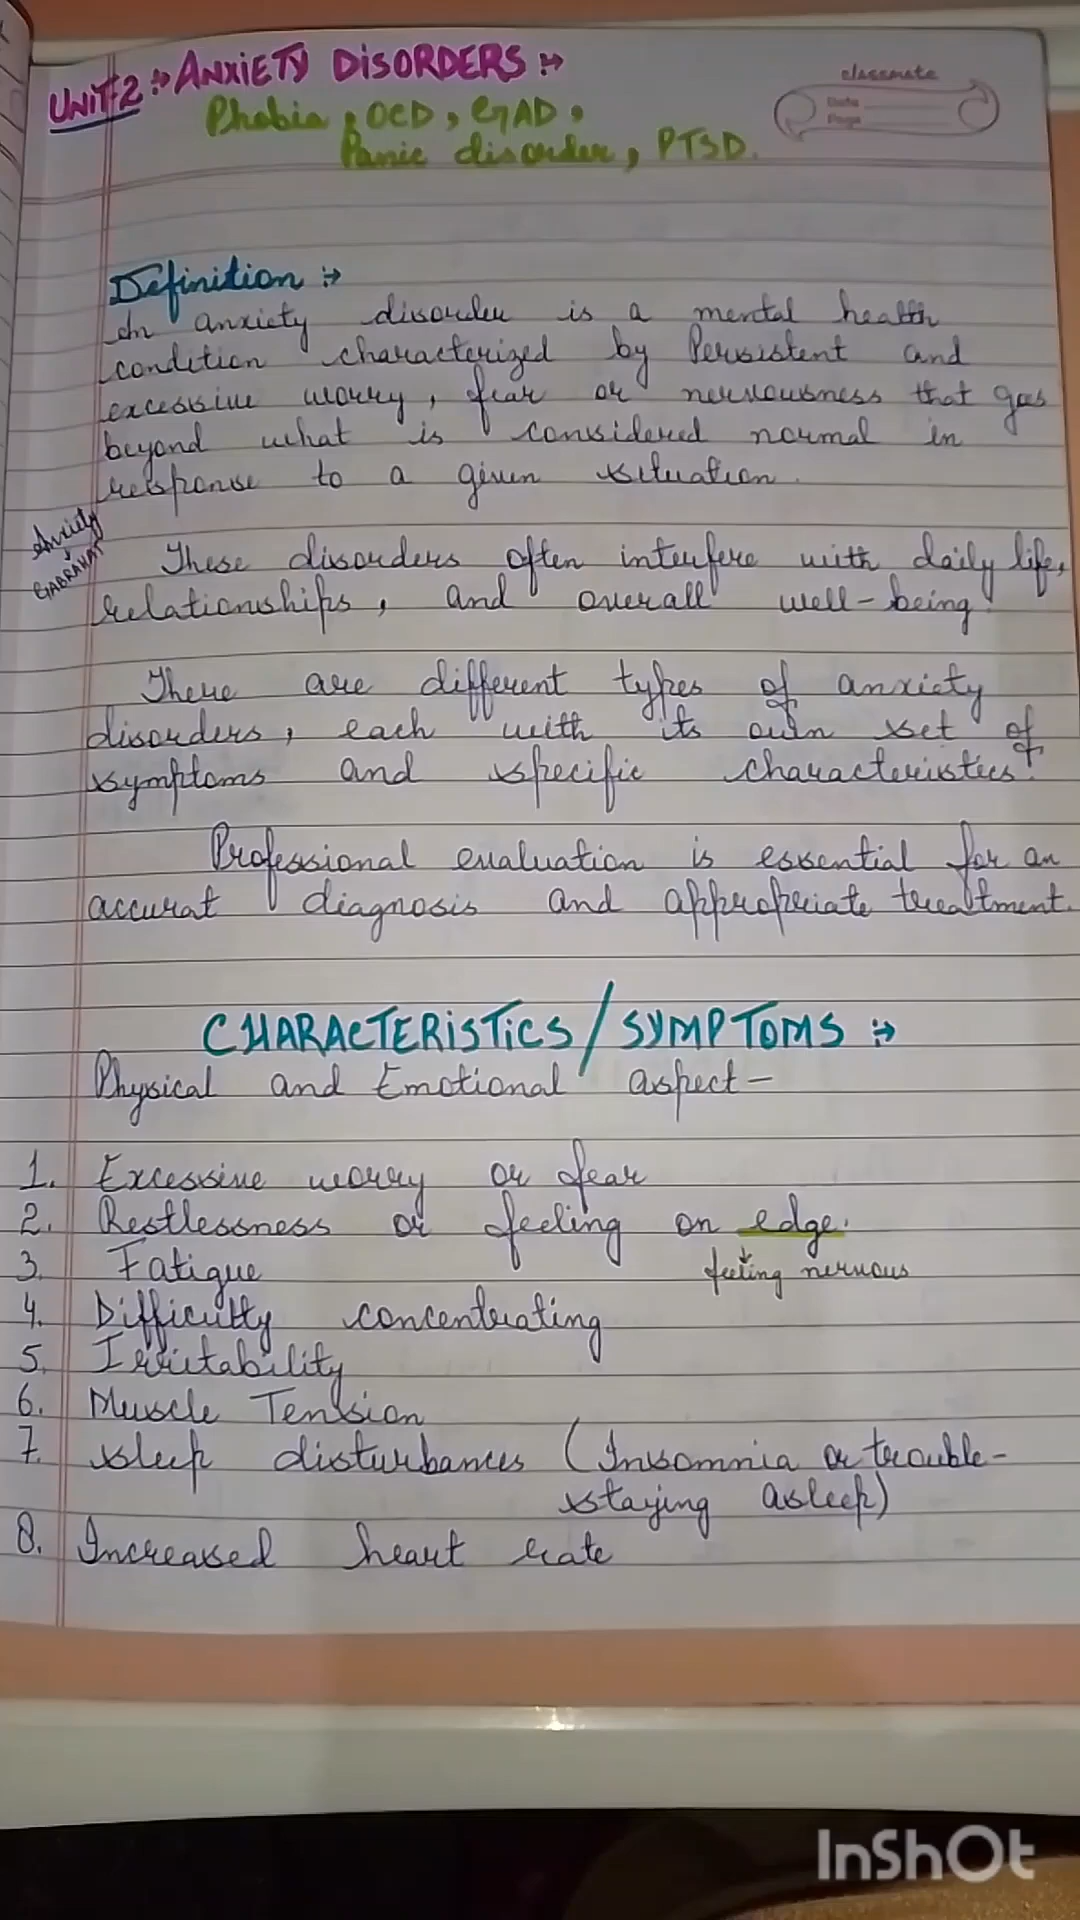 UNIT-2 :→ ANXIETY DISORDERS :→
classmate
Date
Page
Phobia, OCD, GAD,
Panic disorder, PTSD.
Definition :→
An anxiety disorder is a mental health
condition characterized by Persistent and
excessive worry, fear or nervousness that goes
beyond what is considered normal in
response to a given situation.
Anxiety
↓
GABRAHAT
These disorders often interfere with daily life,
relationships, and overall well-being.
There are different types of anxiety
disorders, each with its own set of
symptoms and specific characteristics.
Professional evaluation is essential for an
accurat diagnosis and appropriate treatment.
CHARACTERISTICS/SYMPTOMS :→
Physical and Emotional aspect-
1. Excessive worry or fear
2. Restlessness or feeling on edge.
↓
feeling nervous
3. Fatigue
4. Difficulty concentrating
5. Irritability
6. Muscle Tension
7. sleep disturbances (Insomnia or trouble-
staying asleep)
8. Increased heart rate
InShOt